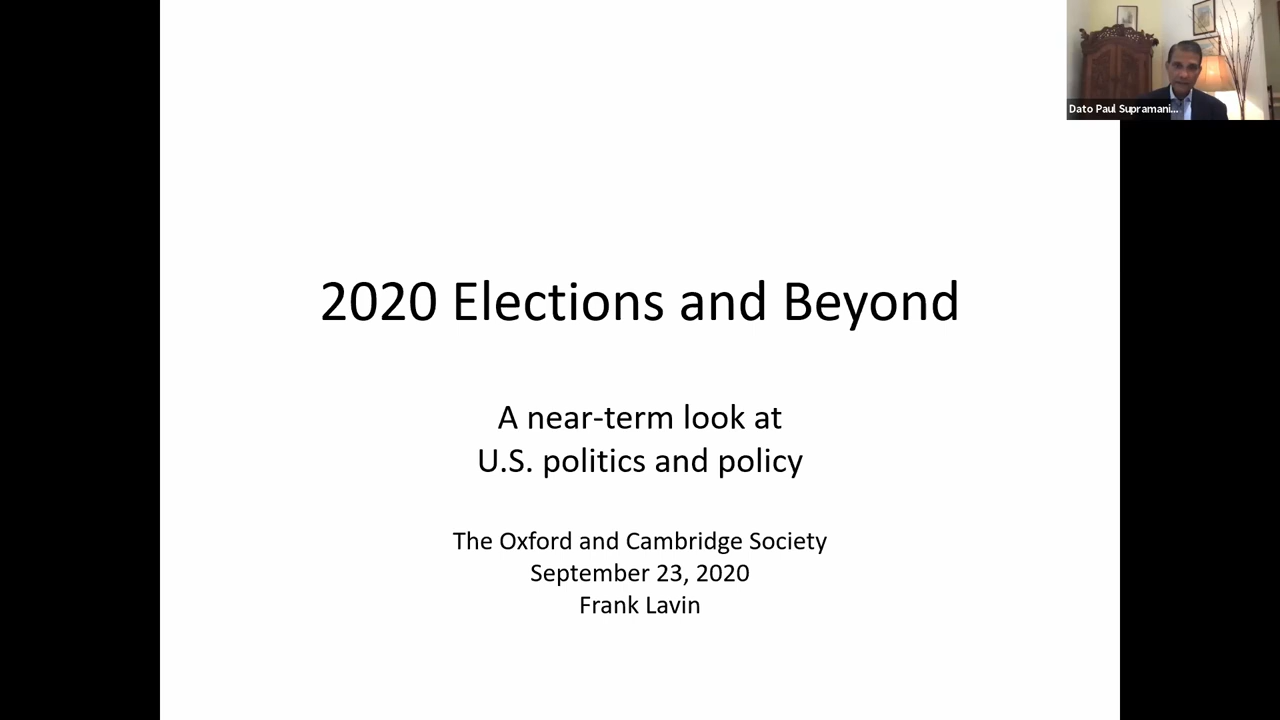 Dato Paul Supramani...
2020 Elections and Beyond
A near-term look at
U.S. politics and policy
The Oxford and Cambridge Society
September 23, 2020
Frank Lavin